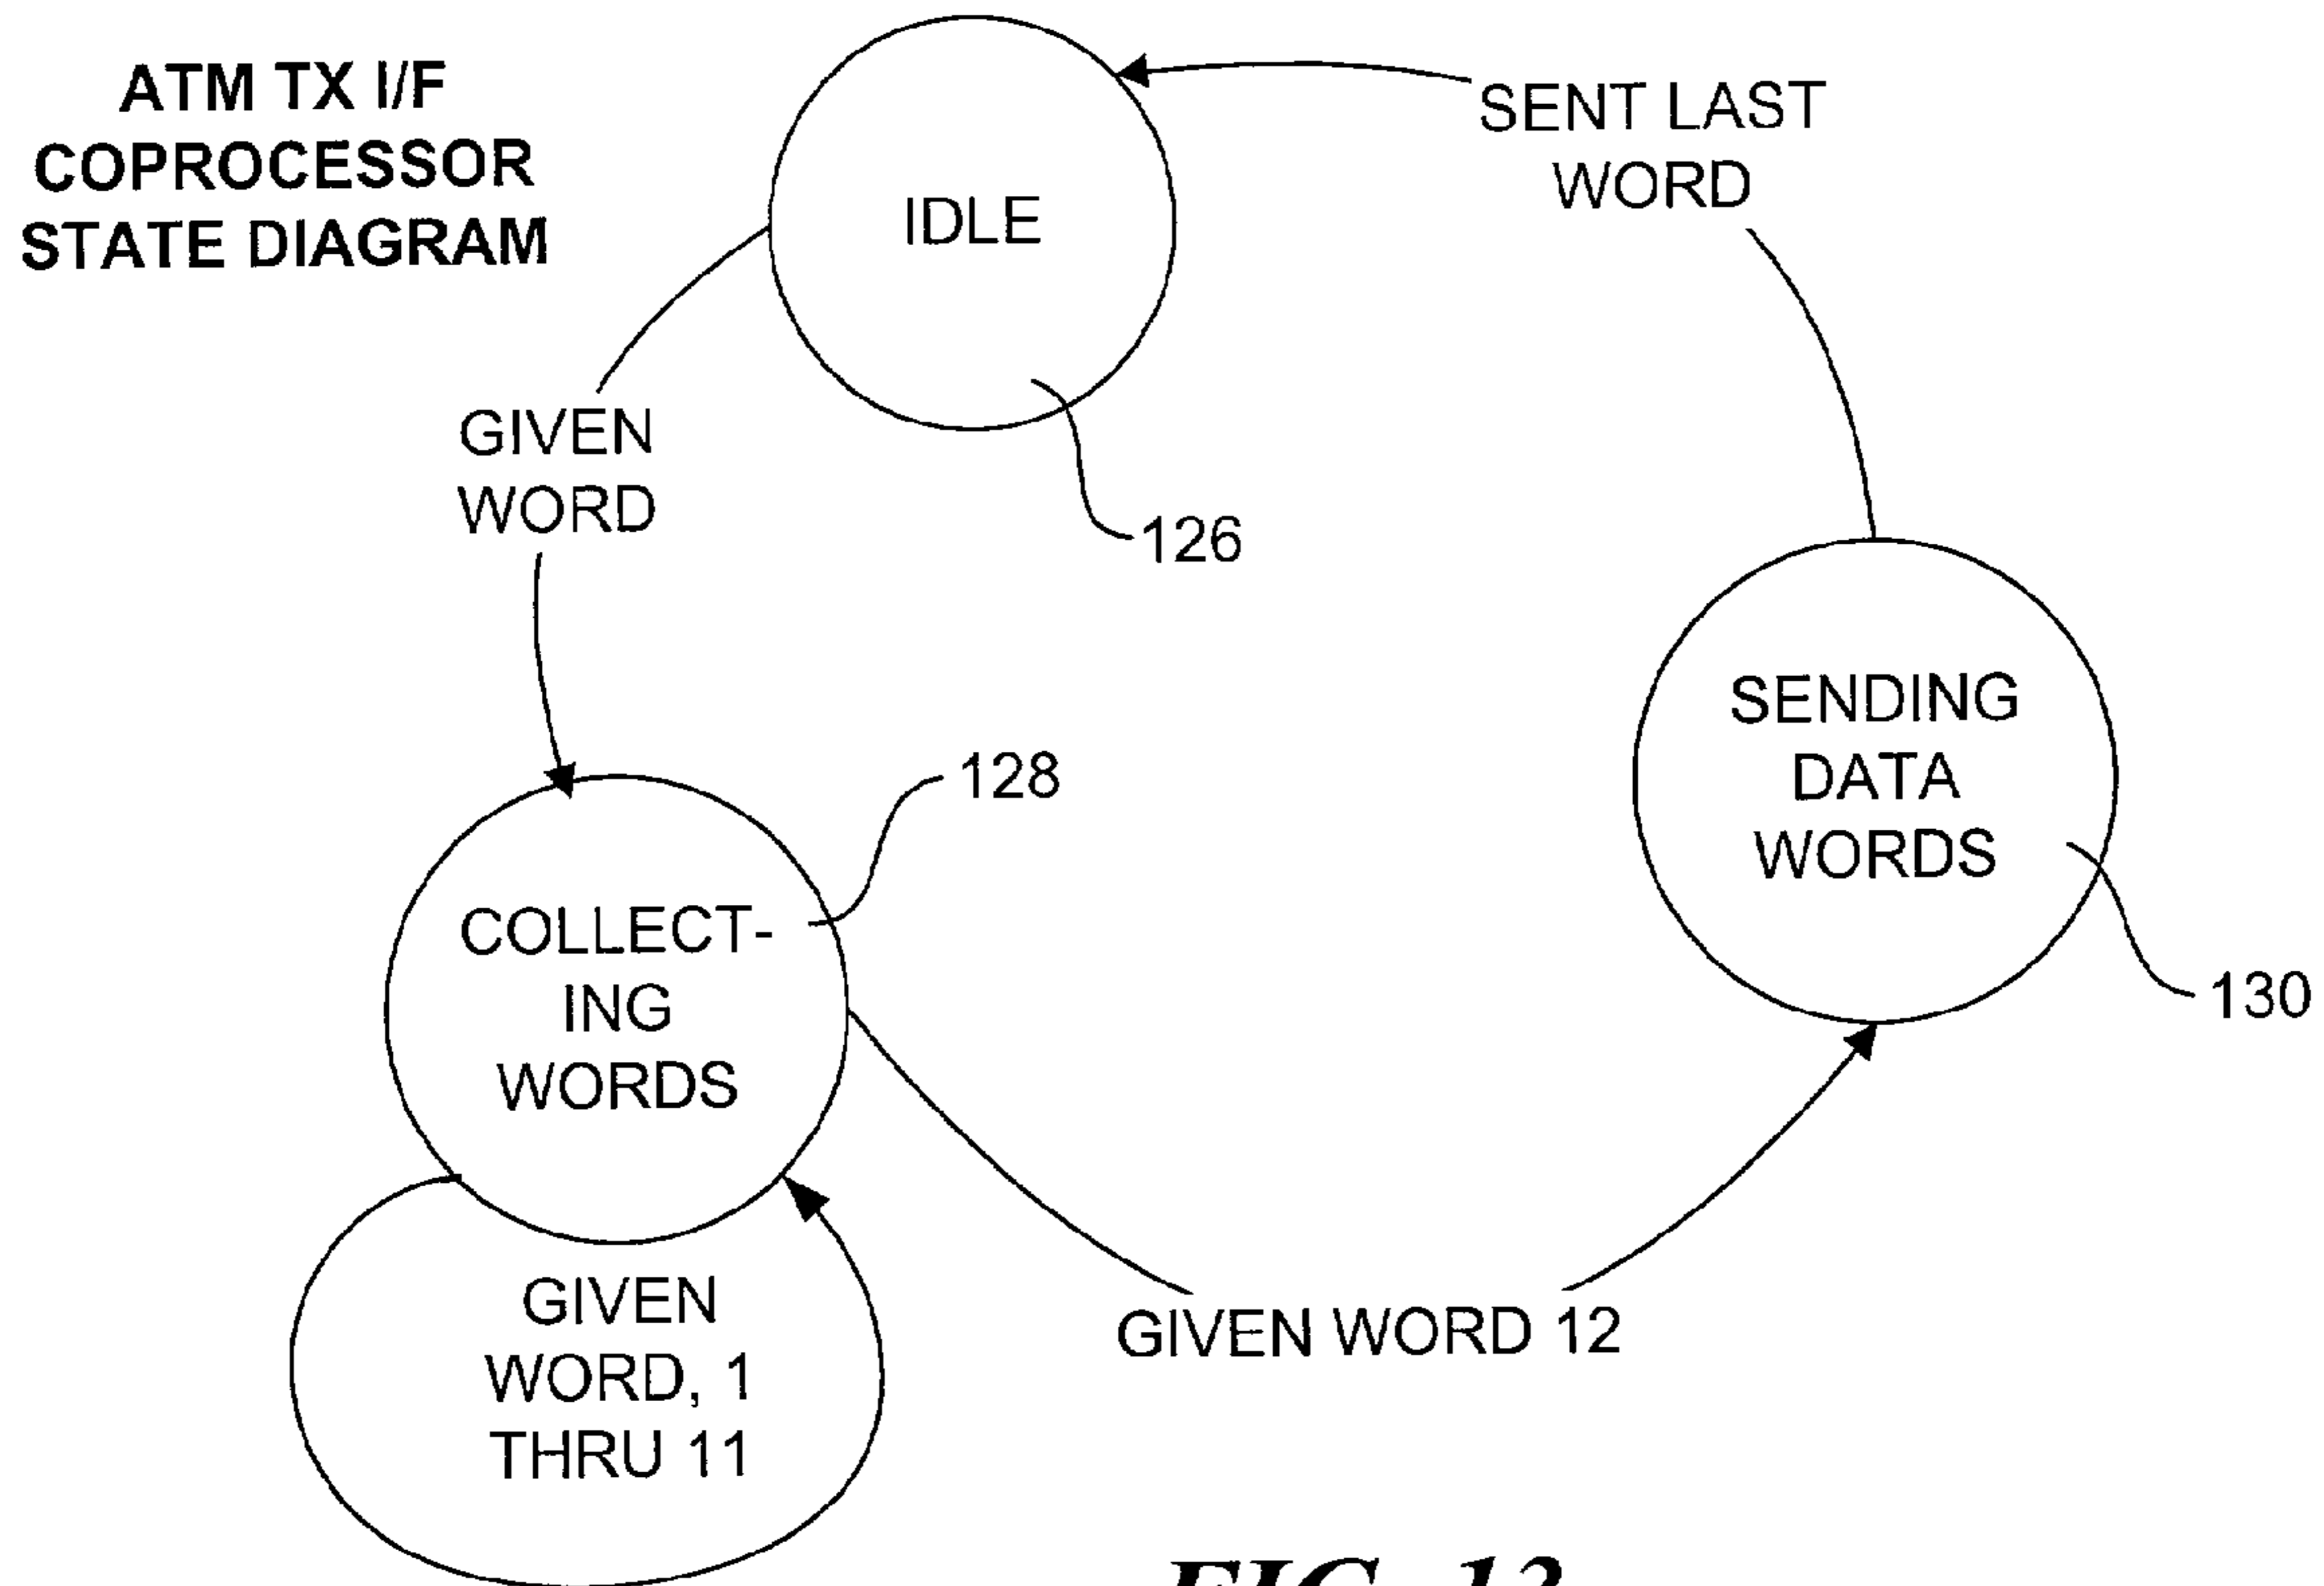 ATM TX I/F
COPROCESSOR
STATE DIAGRAM
IDLE
SENT LAST
WORD
GIVEN
WORD
126
128
SENDING
DATA
WORDS
130
COLLECT-
ING
WORDS
GIVEN
WORD, 1
THRU 11
GIVEN WORD 12